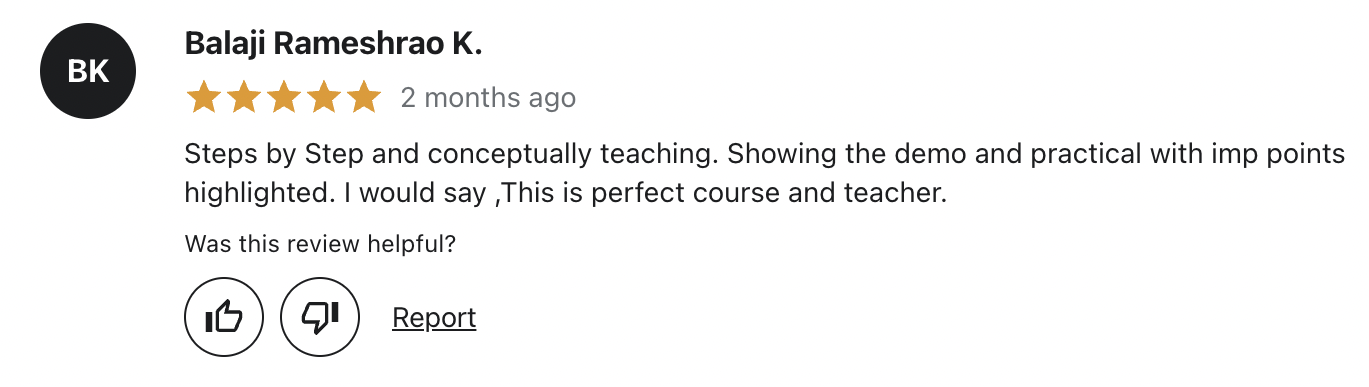 BK
Balaji Rameshrao K.
2 months ago
Steps by Step and conceptually teaching. Showing the demo and practical with imp points
highlighted. I would say ,This is perfect course and teacher.
Was this review helpful?
Report